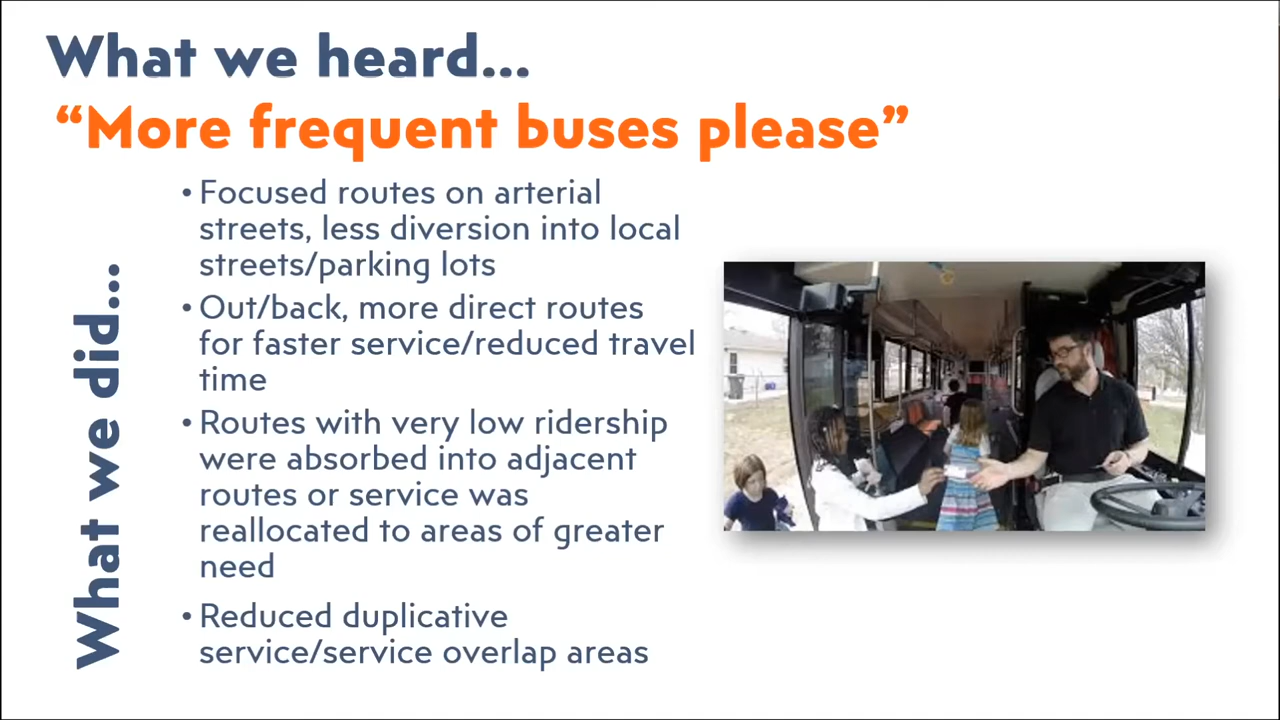 What we heard...
“More frequent buses please”
What we did...
• Focused routes on arterial
streets, less diversion into local
streets/parking lots
• Out/back, more direct routes
for faster service/reduced travel
time
• Routes with very low ridership
were absorbed into adjacent
routes or service was
reallocated to areas of greater
need
• Reduced duplicative
service/service overlap areas